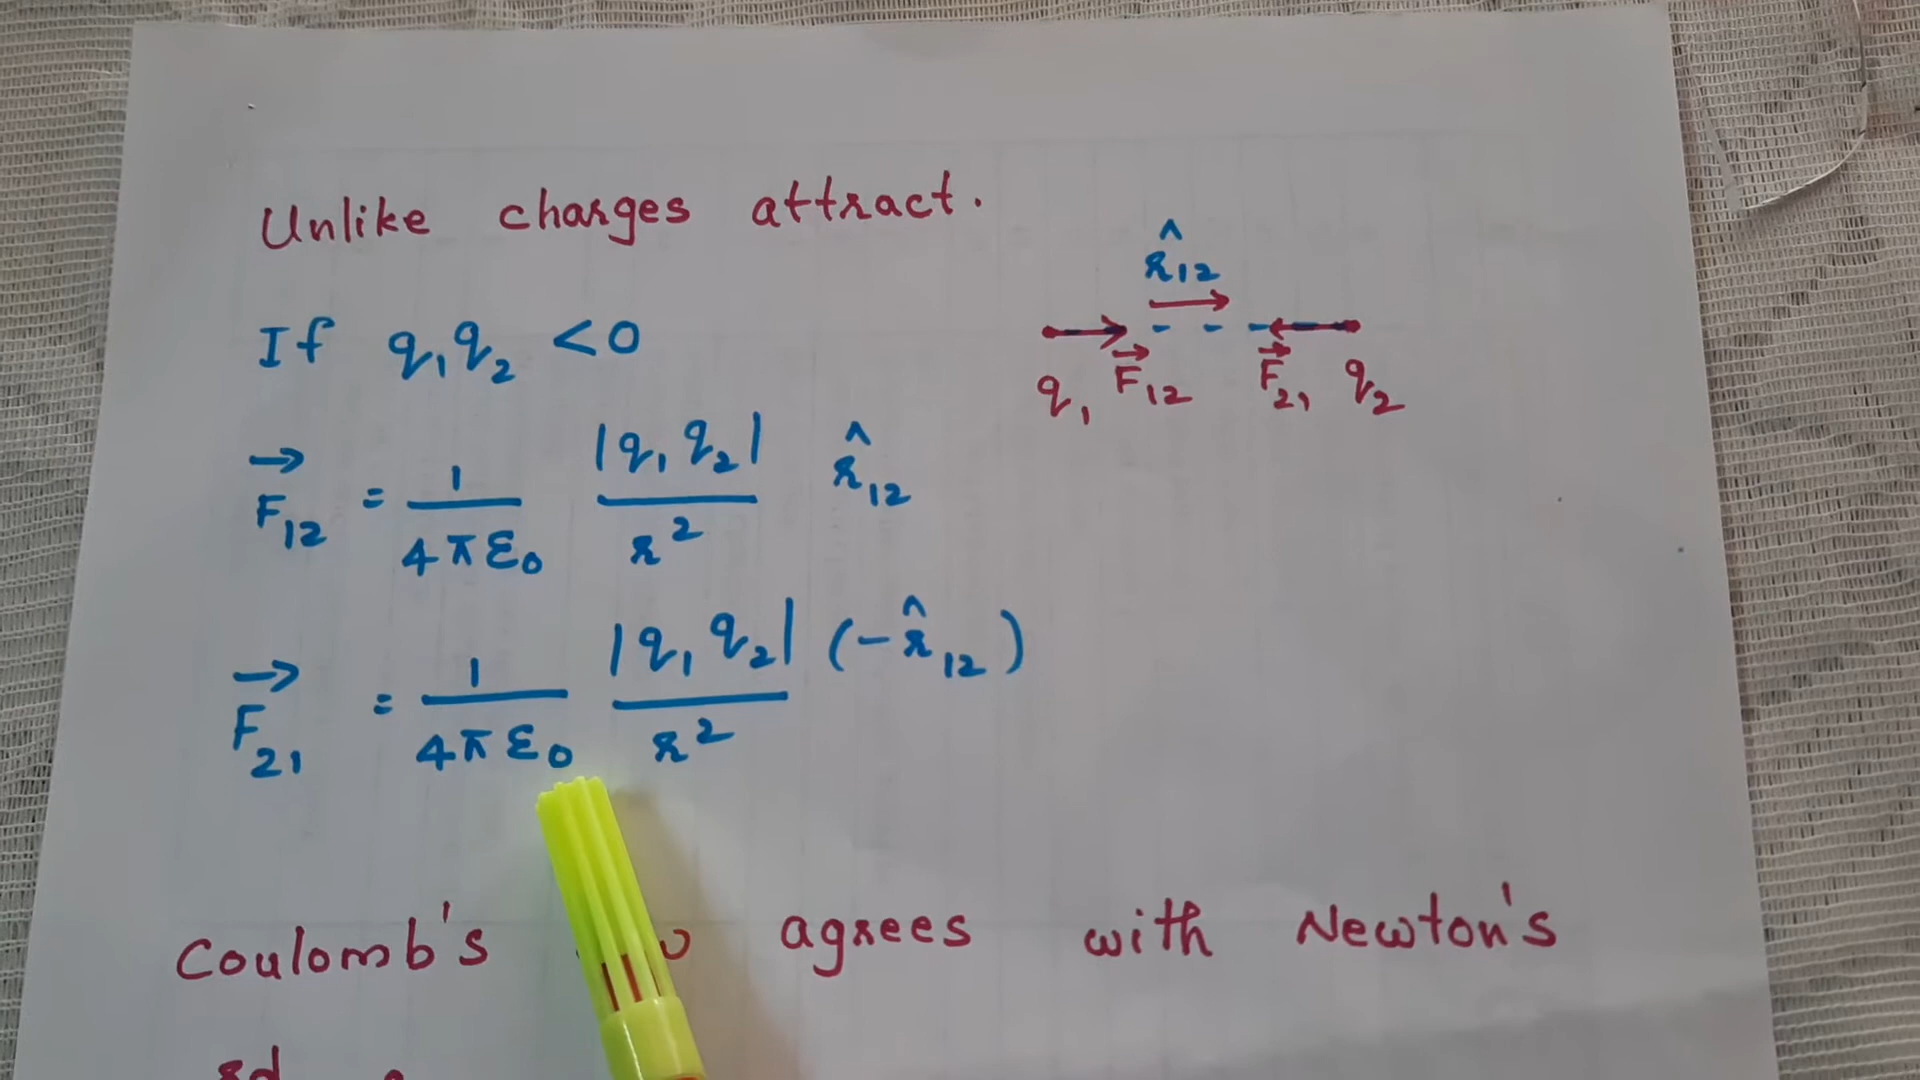 Unlike charges attract.
r̂₁₂
If q₁q₂ < 0
F⃗₁₂ F⃗₂₁
q₁ q₂
F⃗₁₂ = 1/4πε₀ |q₁q₂|/r² r̂₁₂
F⃗₂₁ = 1/4πε₀ |q₁q₂|/r² (-r̂₁₂)
Coulomb's agrees with Newton's